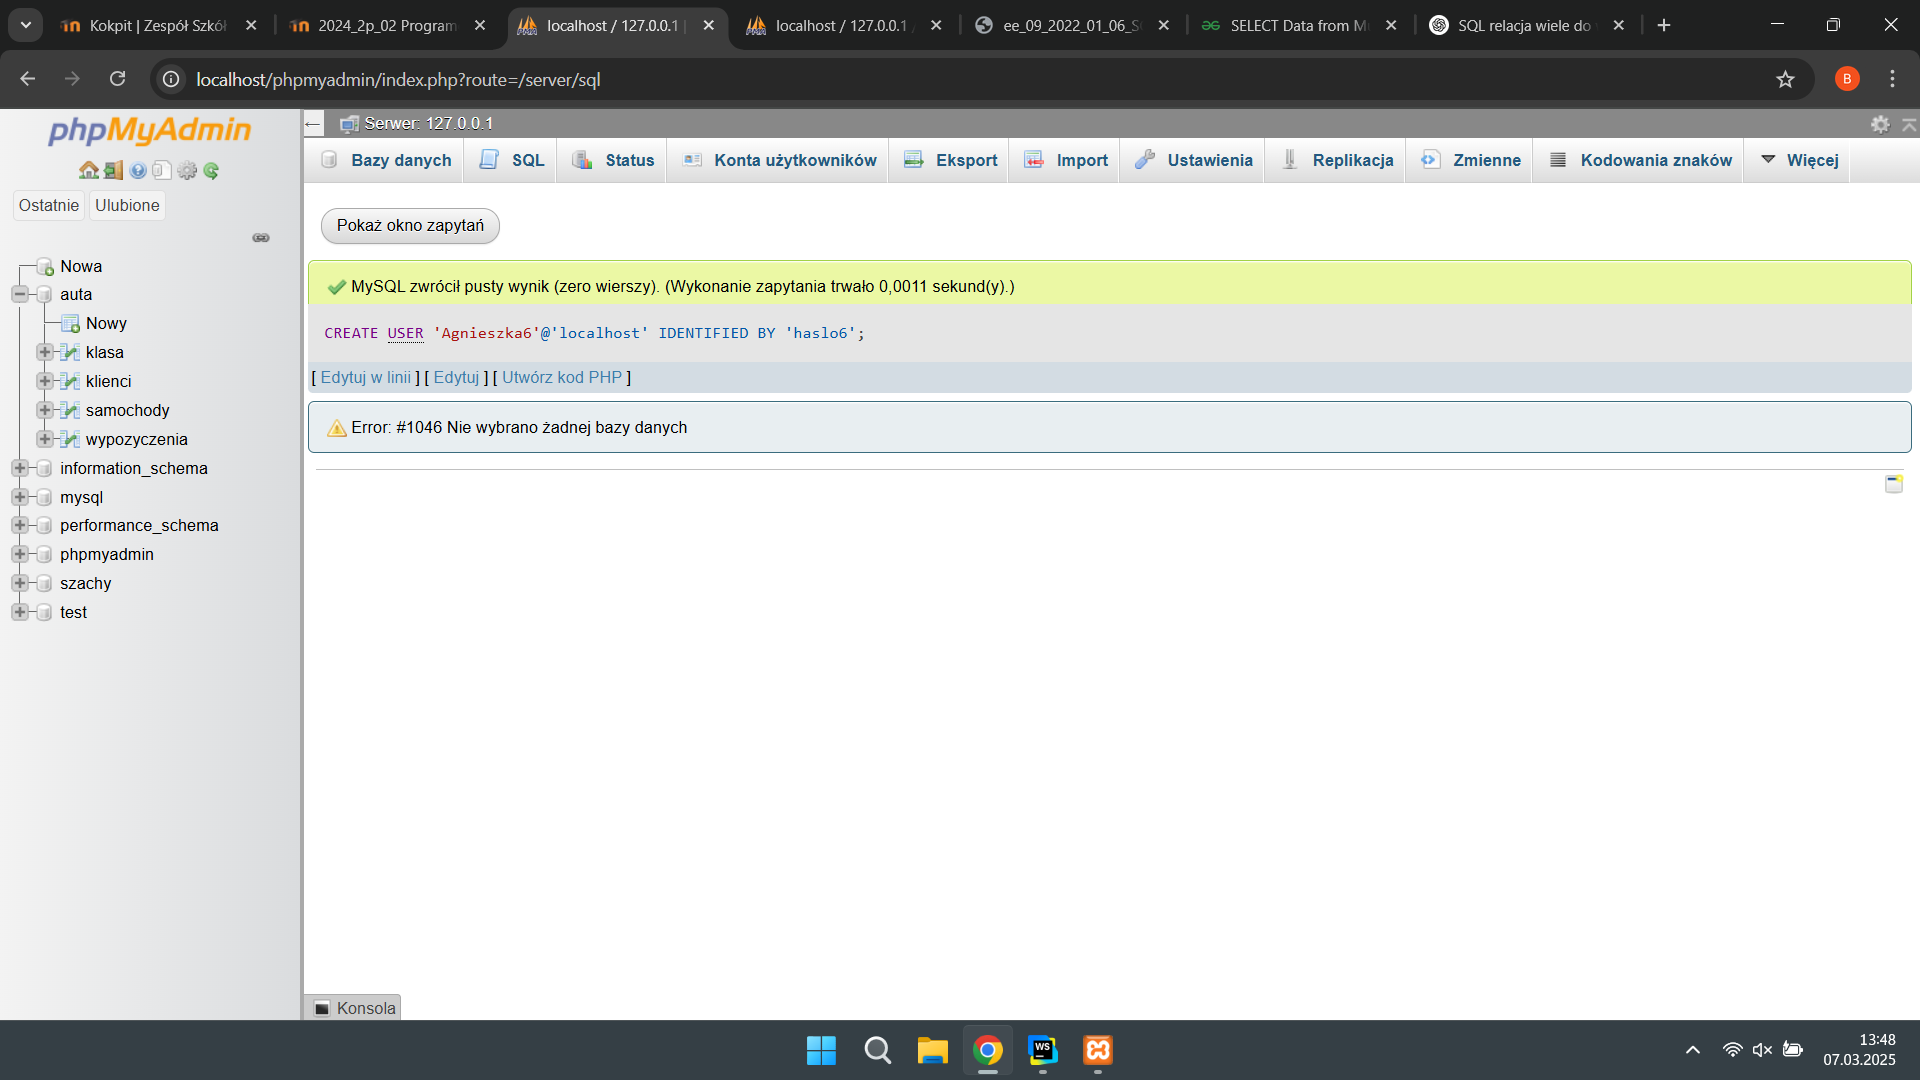 Kokpit | Zespół Szkół
2024_2p_02 Program
localhost / 127.0.0.1 |
localhost / 127.0.0.1 /
ee_09_2022_01_06_S
SELECT Data from M
SQL relacja wiele do
localhost/phpmyadmin/index.php?route=/server/sql
B
phpMyAdmin
Ostatnie
Ulubione
Nowa
auta
Nowy
klasa
klienci
samochody
wypozyczenia
information_schema
mysql
performance_schema
phpmyadmin
szachy
test
Serwer: 127.0.0.1
Bazy danych
SQL
Status
Konta użytkowników
Eksport
Import
Ustawienia
Replikacja
Zmienne
Kodowania znaków
Więcej
Pokaż okno zapytań
MySQL zwrócił pusty wynik (zero wierszy). (Wykonanie zapytania trwało 0,0011 sekund(y).)
CREATE USER 'Agnieszka6'@'localhost' IDENTIFIED BY 'haslo6';
[ Edytuj w linii ] [ Edytuj ] [ Utwórz kod PHP ]
Error: #1046 Nie wybrano żadnej bazy danych
Konsola
WS
13:48
07.03.2025